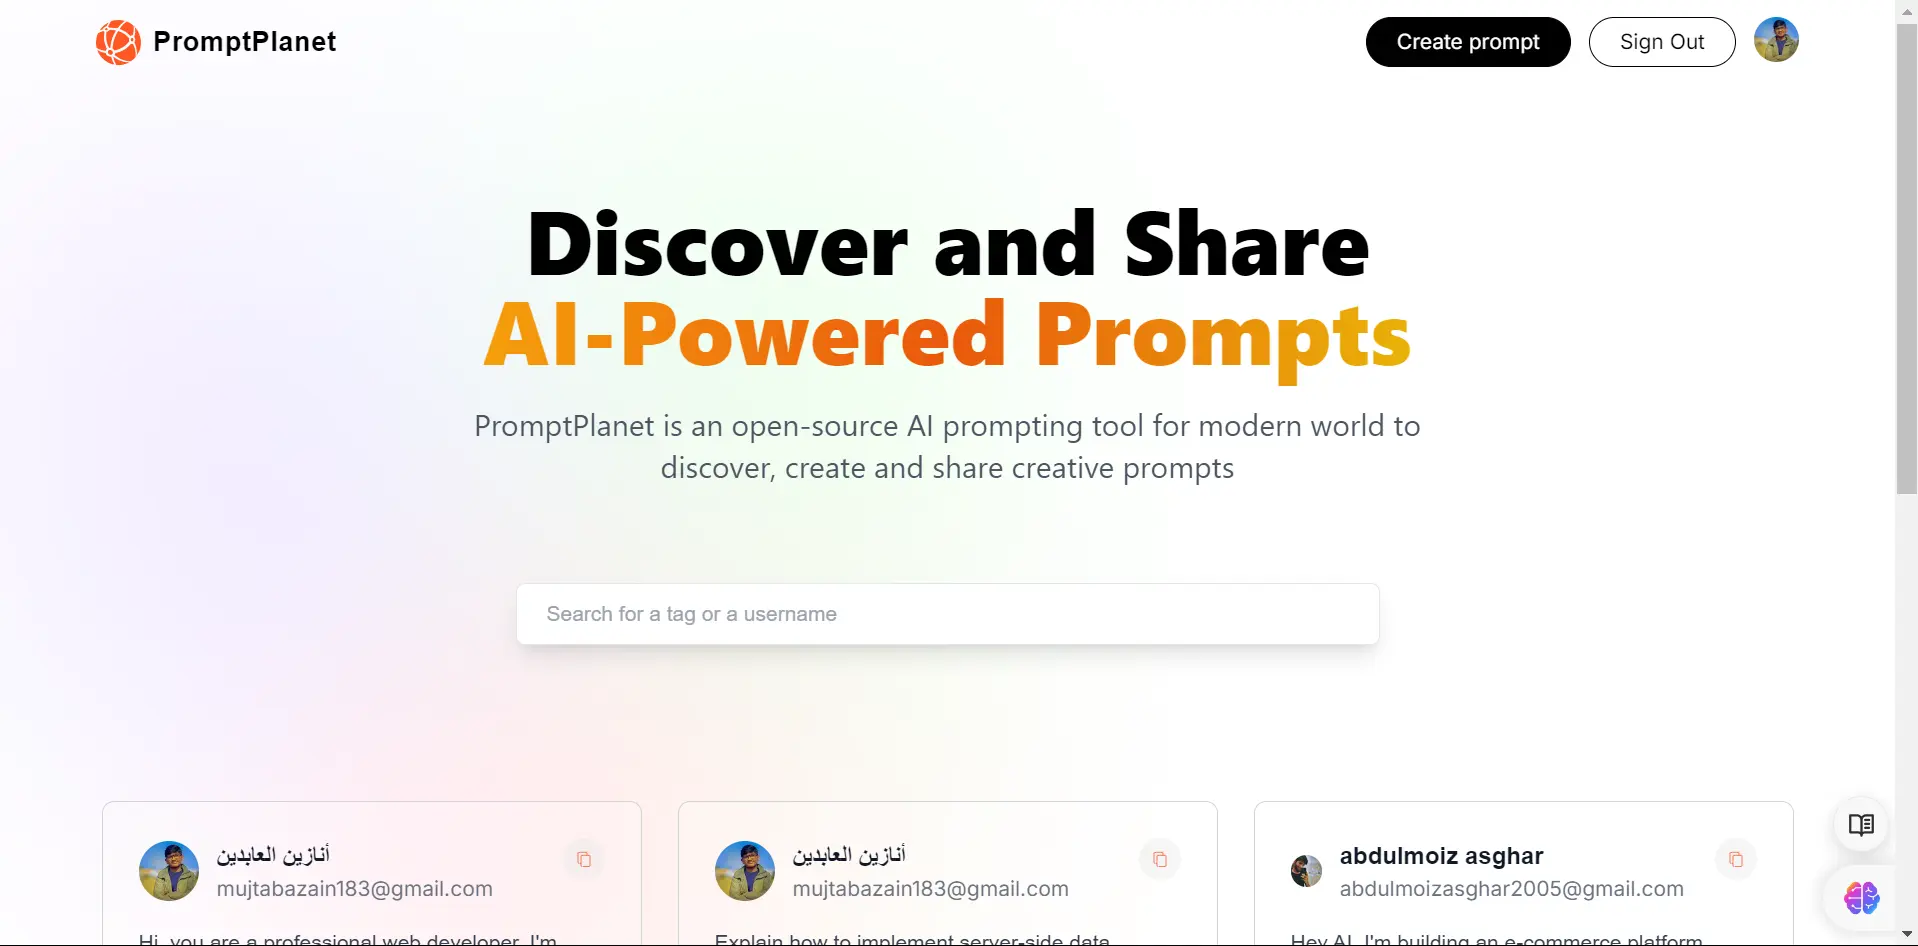 PromptPlanet
Create prompt
Sign Out
Discover and Share
AI-Powered Prompts
PromptPlanet is an open-source AI prompting tool for modern world to
discover, create and share creative prompts
Search for a tag or a username
أنازين العابدين
mujtabazain183@gmail.com
Hi, you are a professional web developer. I'm
أنازين العابدين
mujtabazain183@gmail.com
Explain how to implement server-side data
abdulmoiz asghar
abdulmoizasghar2005@gmail.com
Hey AI, I'm building an e-commerce platform